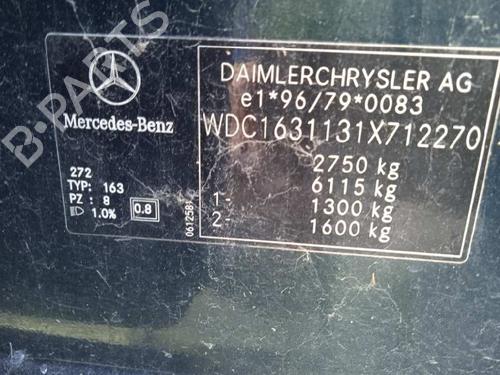 DAIMLERCHRYSLER AG
e1*96/79*0083
WDC1631131X712270
2750 kg
6115 kg
1- 1300 kg
2- 1600 kg
Mercedes-Benz
272
TYP: 163
PZ : 8
1.0% 0.8
0612581
B-PARTS